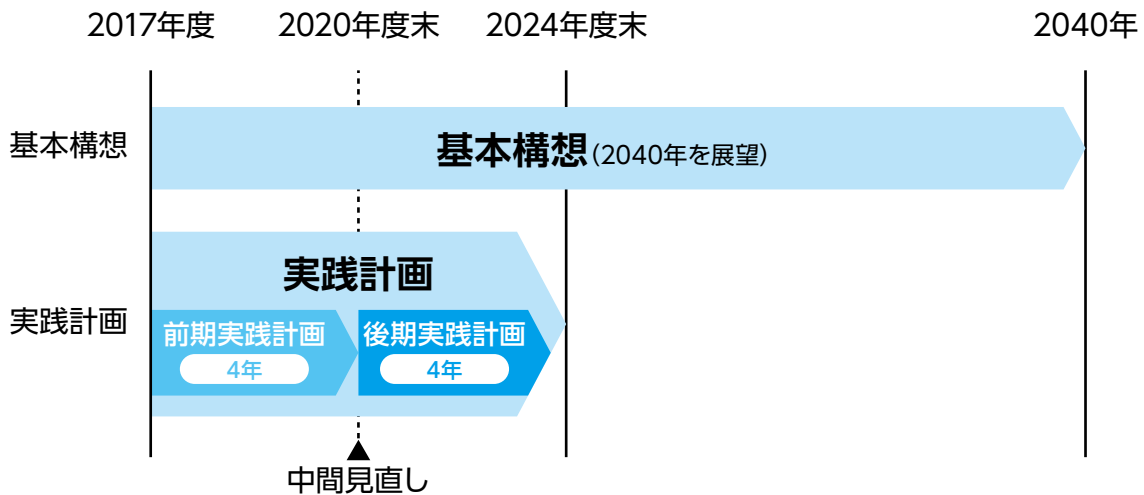 2017年度 2020年度末 2024年度末 2040年
基本構想
基本構想(2040年を展望)
実践計画
実践計画
前期実践計画 後期実践計画
4年 4年
中間見直し